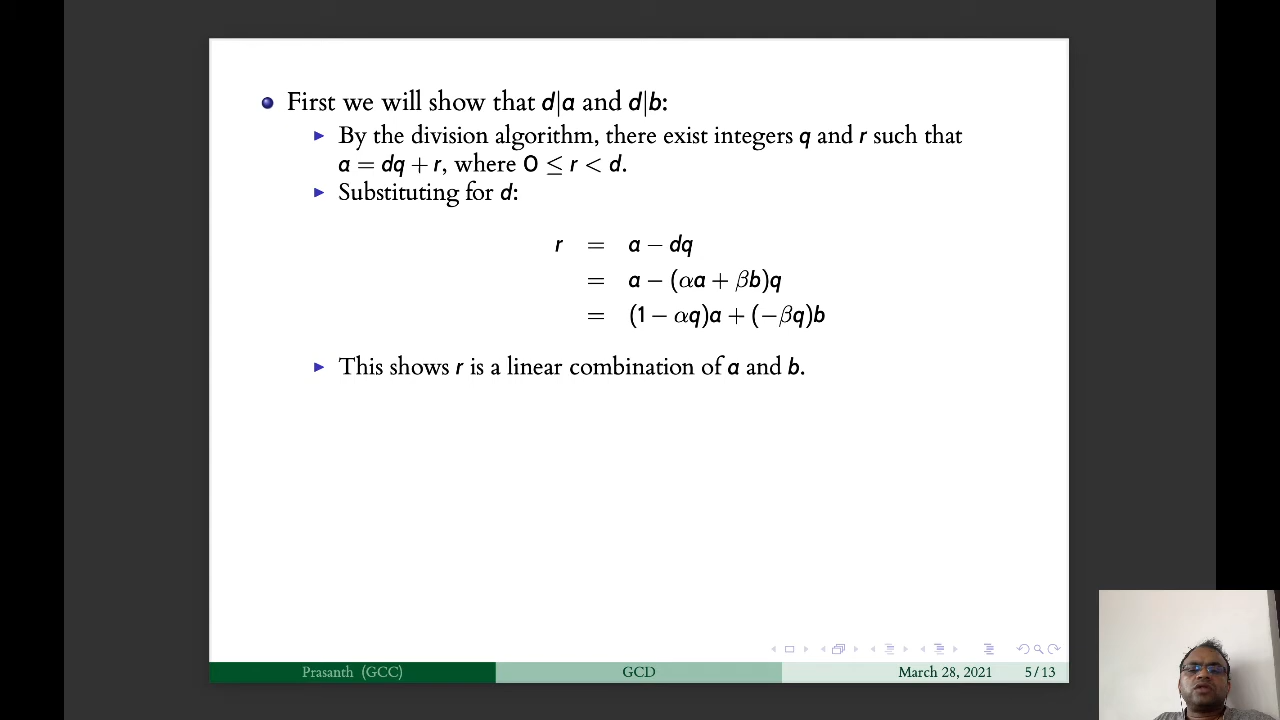 First we will show that d|a and d|b:
By the division algorithm, there exist integers q and r such that
a = dq + r, where 0 ≤ r < d.
Substituting for d:
r = a − dq
= a − (αa + βb)q
= (1 − αq)a + (−βq)b
This shows r is a linear combination of a and b.
Prasanth (GCC) GCD March 28, 2021 5 / 13